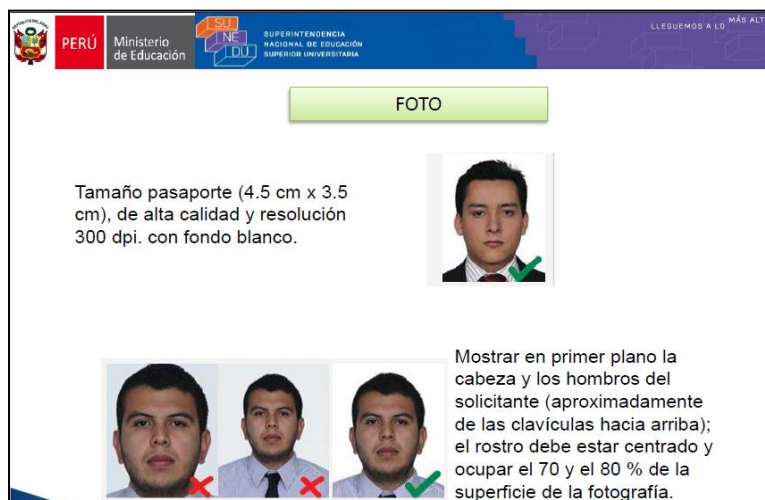 PERÚ
Ministerio
de Educación
SU
NE
DU
SUPERINTENDENCIA
NACIONAL DE EDUCACIÓN
SUPERIOR UNIVERSITARIA
LLEGUEMOS A LO MÁS ALT
FOTO
Tamaño pasaporte (4.5 cm x 3.5
cm), de alta calidad y resolución
300 dpi. con fondo blanco.
Mostrar en primer plano la
cabeza y los hombros del
solicitante (aproximadamente
de las clavículas hacia arriba);
el rostro debe estar centrado y
ocupar el 70 y el 80 % de la
superficie de la fotografía.